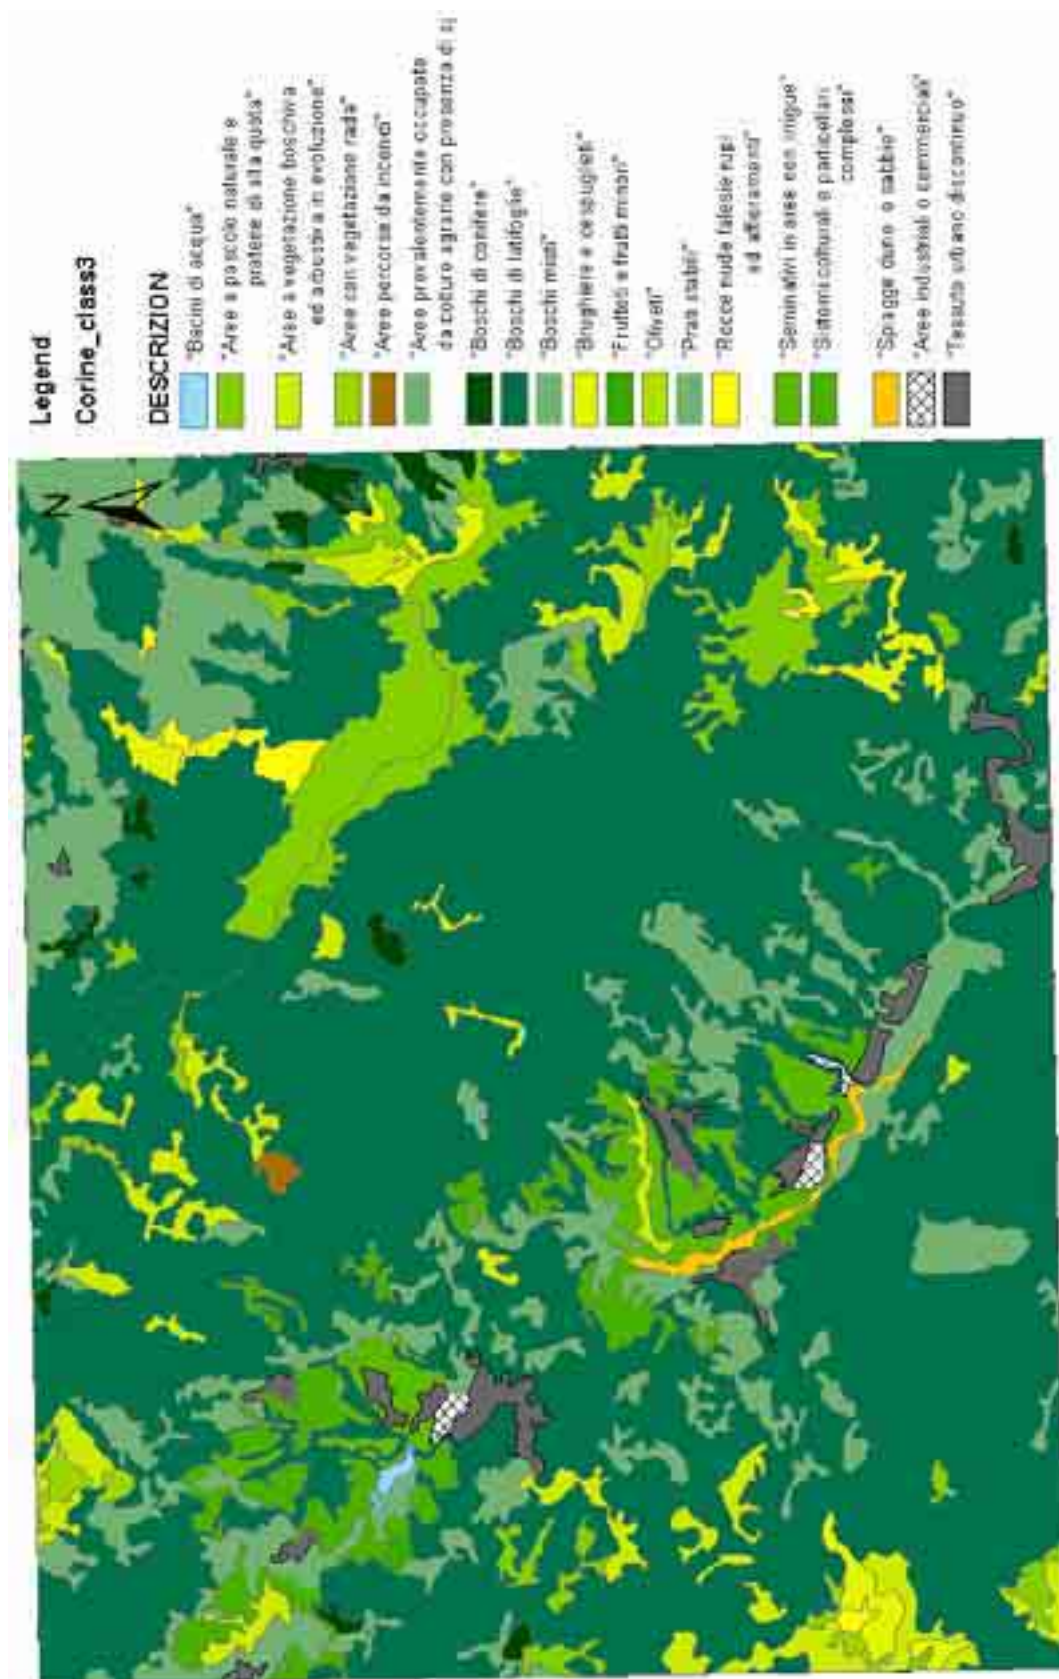 Legend
Corine_class3
DESCRIZION
"Bacini di acqua"
"Aree a pascolo naturale e
praterie di alta quota"
"Aree a vegetazione boschiva
ed arbustiva in evoluzione"
"Aree con vegetazione rada"
"Aree percorse da incendi"
"Aree prevalentemente occupate
da colture agrarie con presenza di sp
"Boschi di conifere"
"Boschi di latifoglie"
"Boschi misti"
"Brughiere e cespuglieti"
"Frutteti e frutti minori"
"Oliveti"
"Prati stabili"
"Rocce nude falesie rupi
ed affioramenti"
"Seminativi in aree non irrigue"
"Sistemi colturali e particellari
complessi"
"Spiagge dune e sabbie"
"Aree industriali o commerciali"
"Tessuto urbano discontinuo"
N